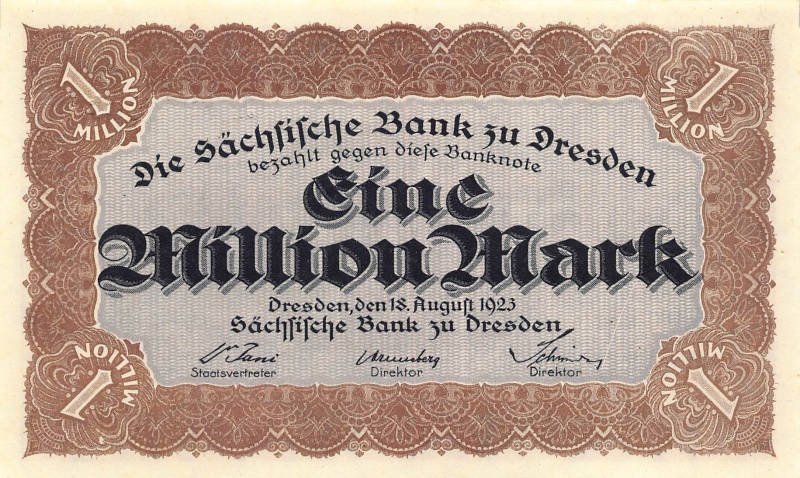 1 MILLION
1 MILLION
Die Sächsische Bank zu Dresden
bezahlt gegen diese Banknote
Eine
Million Mark
Dresden, den 18. August 1923
Sächsische Bank zu Dresden
Staatsvertreter Direktor Direktor
1 MILLION
1 MILLION